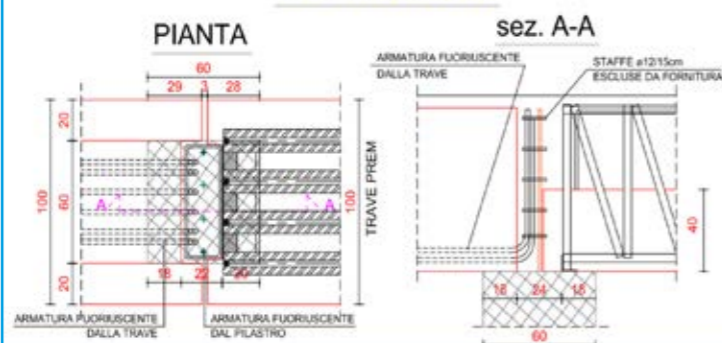 PIANTA
60
29 3 28
20
100
60
20
A
A
100
TRAVE PREM
18 22 20
ARMATURA FUORIUSCENTE
DALLA TRAVE
ARMATURA FUORIUSCENTE
DAL PILASTRO
sez. A-A
ARMATURA FUORIUSCENTE
DALLA TRAVE
STAFFE ø12/15cm
ESCLUSE DA FORNITURA
40
18 24 18
60